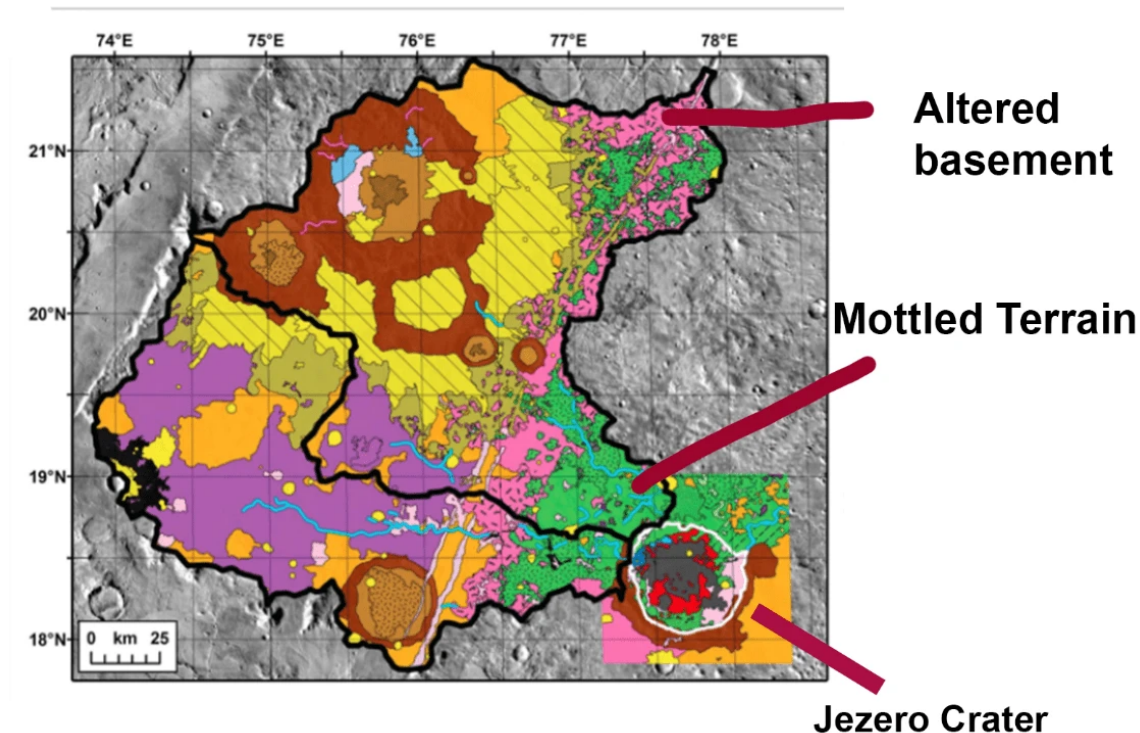 74°E 75°E 76°E 77°E 78°E
Altered
basement
21°N
20°N
Mottled Terrain
19°N
18°N
0 km 25
Jezero Crater